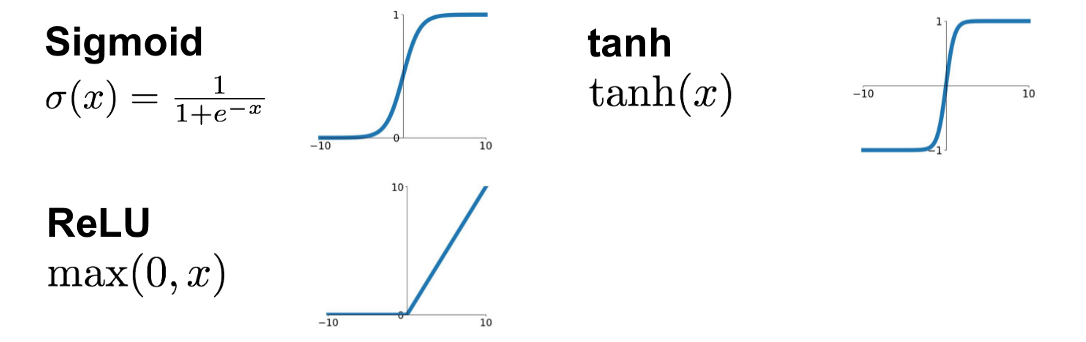 Sigmoid
σ(x) = 1/(1+e^{-x})
1
0
-10
10
tanh
tanh(x)
1
-10
10
-1
ReLU
max(0, x)
10
0
-10
10